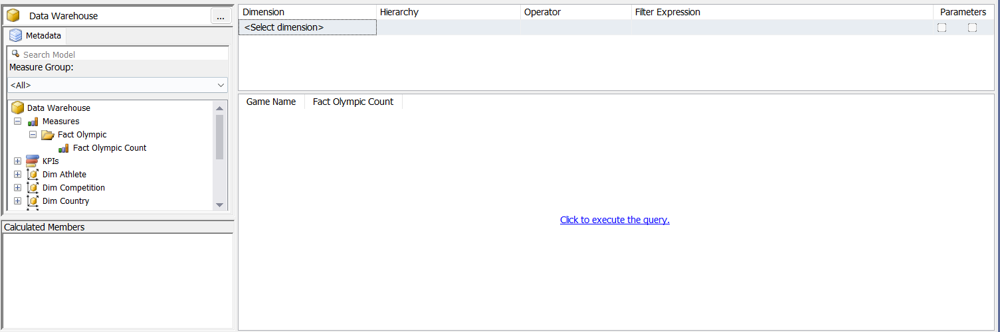 Data Warehouse
...
Metadata
Search Model
Measure Group:
<All>
Data Warehouse
Measures
Fact Olympic
Fact Olympic Count
KPIs
Dim Athlete
Dim Competition
Dim Country
Calculated Members
Dimension Hierarchy Operator Filter Expression Parameters
<Select dimension>
Game Name Fact Olympic Count
Click to execute the query.